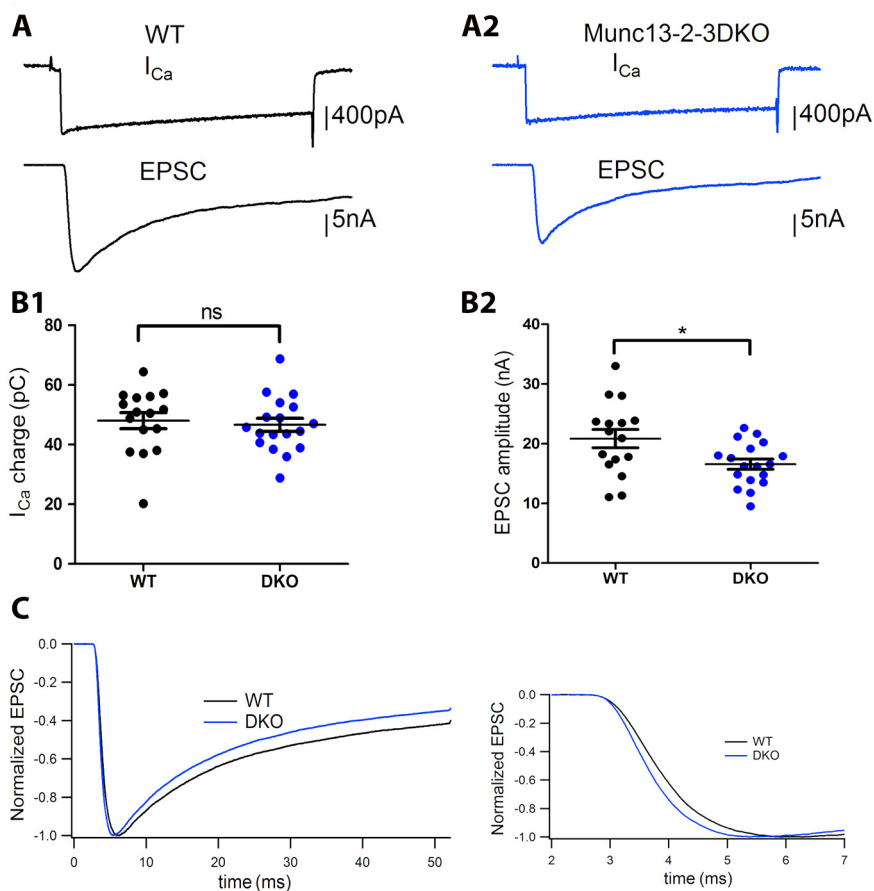 A
WT
I Ca
400pA
EPSC
5nA
A2
Munc13-2-3DKO
I Ca
400pA
EPSC
5nA
B1
ns
80
60
40
20
0
I Ca charge (pC)
WT
DKO
B2
*
40
30
20
10
0
EPSC amplitude (nA)
WT
DKO
C
0.0
-0.2
-0.4
-0.6
-0.8
-1.0
Normalized EPSC
WT
DKO
0
10
20
30
40
50
time (ms)
0.0
-0.2
-0.4
-0.6
-0.8
-1.0
Normalized EPSC
WT
DKO
2
3
4
5
6
7
time (ms)